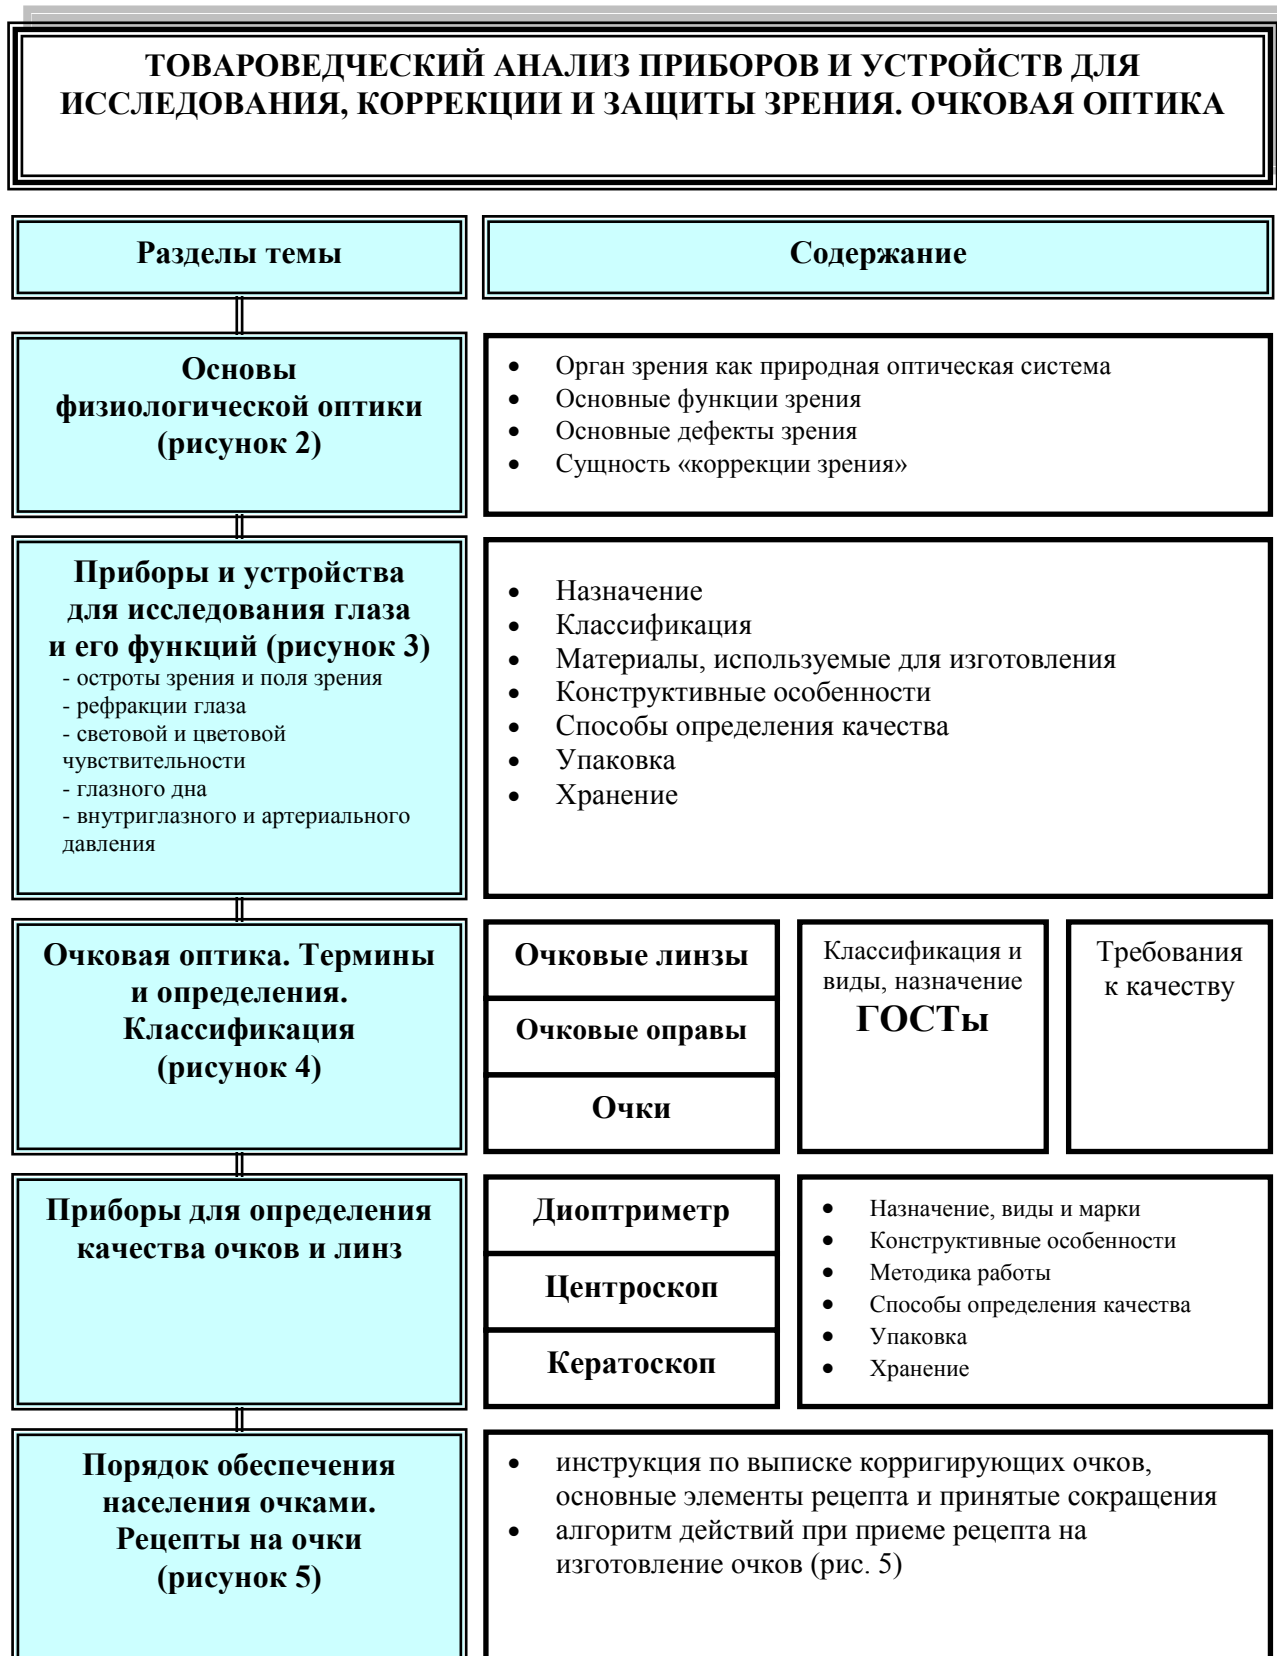 ТОВАРОВЕДЧЕСКИЙ АНАЛИЗ ПРИБОРОВ И УСТРОЙСТВ ДЛЯ
ИССЛЕДОВАНИЯ, КОРРЕКЦИИ И ЗАЩИТЫ ЗРЕНИЯ. ОЧКОВАЯ ОПТИКА
Разделы темы
Содержание
Основы
физиологической оптики
(рисунок 2)
• Орган зрения как природная оптическая система
• Основные функции зрения
• Основные дефекты зрения
• Сущность «коррекции зрения»
Приборы и устройства
для исследования глаза
и его функций (рисунок 3)
- остроты зрения и поля зрения
- рефракции глаза
- световой и цветовой
чувствительности
- глазного дна
- внутриглазного и артериального
давления
• Назначение
• Классификация
• Материалы, используемые для изготовления
• Конструктивные особенности
• Способы определения качества
• Упаковка
• Хранение
Очковая оптика. Термины
и определения.
Классификация
(рисунок 4)
Очковые линзы
Очковые оправы
Очки
Классификация и
виды, назначение
ГОСТы
Требования
к качеству
Приборы для определения
качества очков и линз
Диоптриметр
Центроскоп
Кератоскоп
• Назначение, виды и марки
• Конструктивные особенности
• Методика работы
• Способы определения качества
• Упаковка
• Хранение
Порядок обеспечения
населения очками.
Рецепты на очки
(рисунок 5)
• инструкция по выписке корригирующих очков,
основные элементы рецепта и принятые сокращения
• алгоритм действий при приеме рецепта на
изготовление очков (рис. 5)